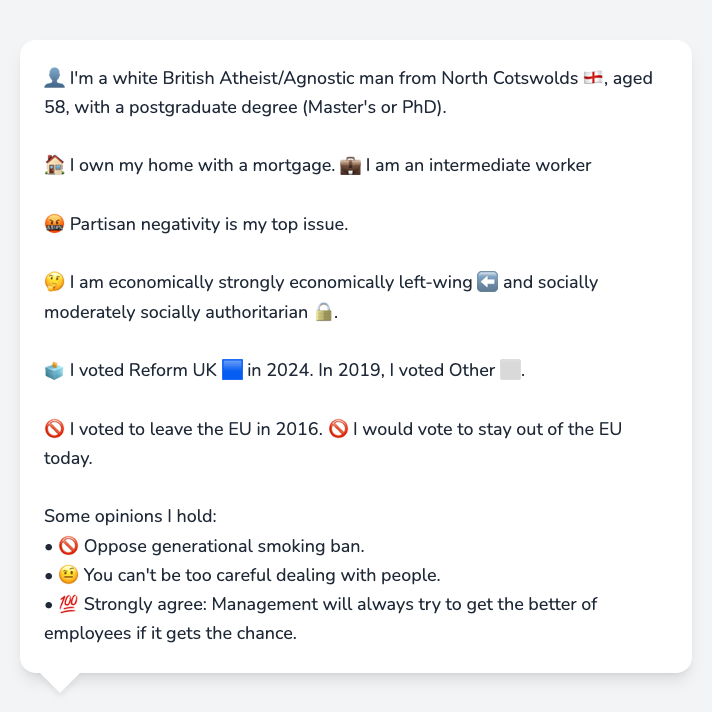 👤 I'm a white British Atheist/Agnostic man from North Cotswolds 🏴󠁧󠁢󠁥󠁮󠁧󠁿, aged
58, with a postgraduate degree (Master's or PhD).
🏠 I own my home with a mortgage. 💼 I am an intermediate worker
🤬 Partisan negativity is my top issue.
🤔 I am economically strongly economically left-wing ⬅️ and socially
moderately socially authoritarian 🔒.
🗳️ I voted Reform UK 🟦 in 2024. In 2019, I voted Other ⬜.
🚫 I voted to leave the EU in 2016. 🚫 I would vote to stay out of the EU
today.
Some opinions I hold:
• 🚫 Oppose generational smoking ban.
• 🤨 You can't be too careful dealing with people.
• 💯 Strongly agree: Management will always try to get the better of
employees if it gets the chance.